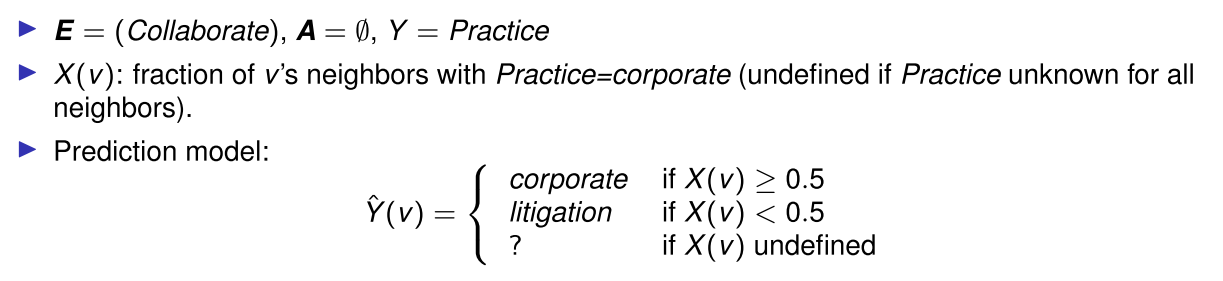 ▶ E = (Collaborate), A = ∅, Y = Practice
▶ X(v): fraction of v's neighbors with Practice=corporate (undefined if Practice unknown for all
neighbors).
▶ Prediction model:
corporate if X(v) ≥ 0.5
Ŷ(v) = { litigation if X(v) < 0.5
? if X(v) undefined